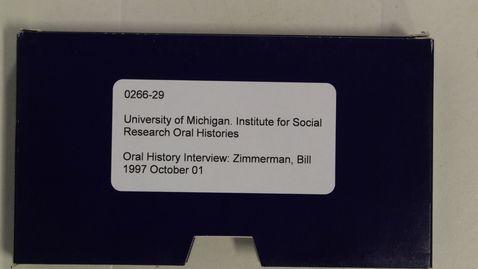 0266-29
University of Michigan. Institute for Social
Research Oral Histories
Oral History Interview: Zimmerman, Bill
1997 October 01